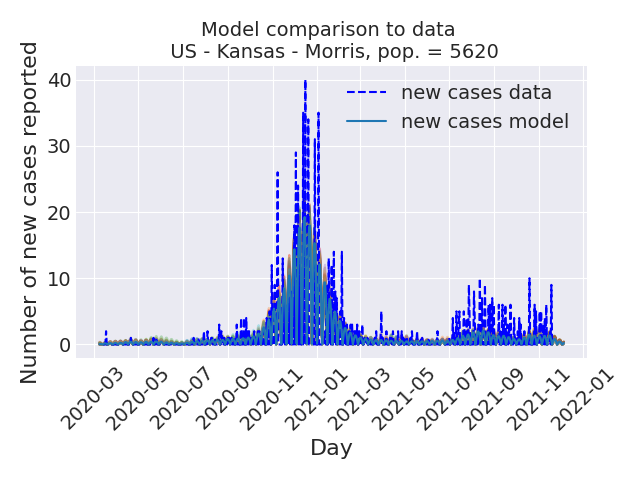 Model comparison to data
US - Kansas - Morris, pop. = 5620
Number of new cases reported
40
30
20
10
0
new cases data
new cases model
2020-03
2020-05
2020-07
2020-09
2020-11
2021-01
2021-03
2021-05
2021-07
2021-09
2021-11
2022-01
Day